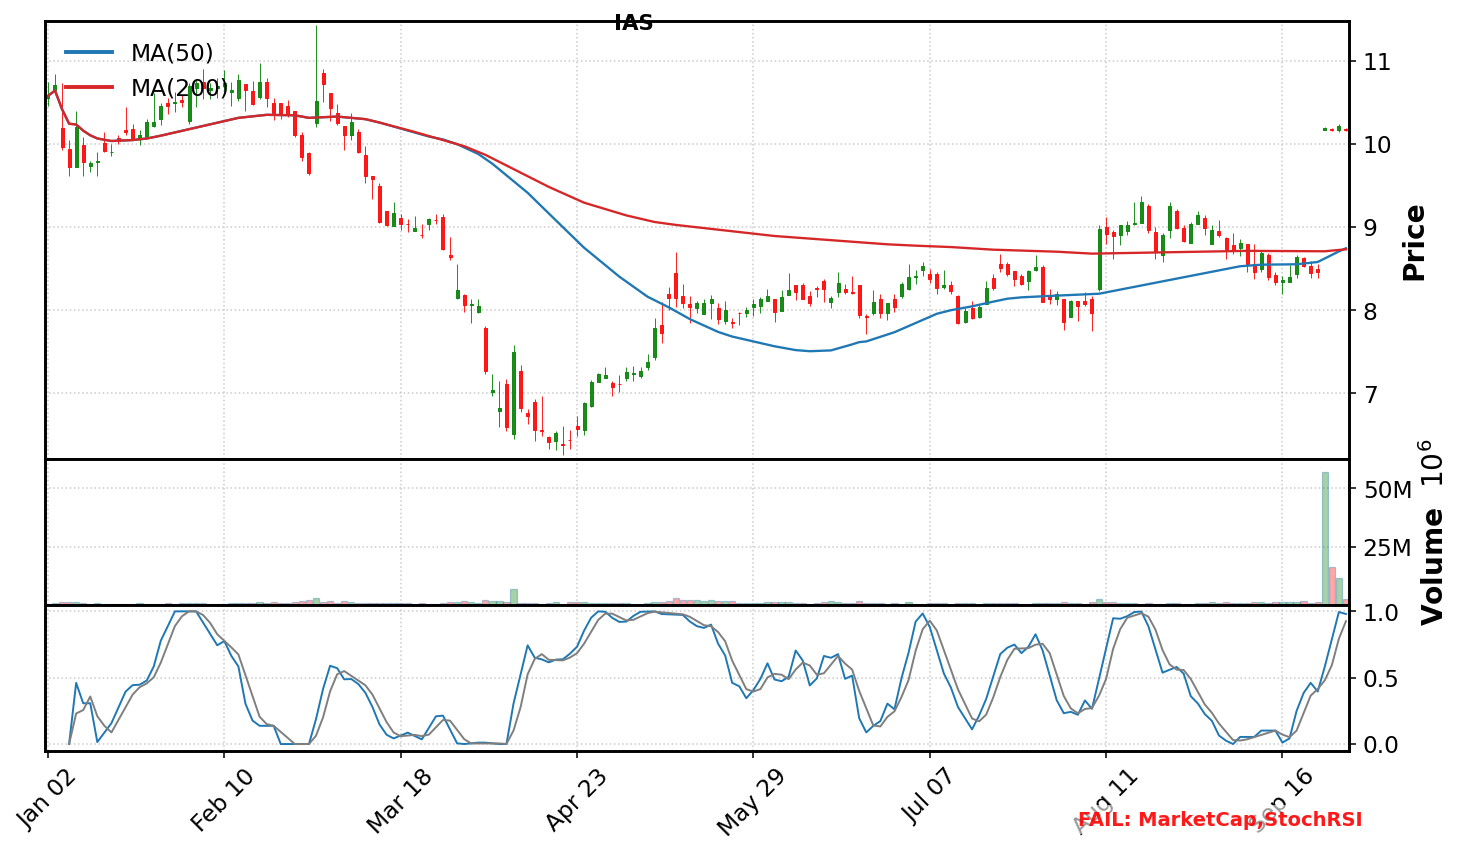 IAS
MA(50)
MA(200)
11
10
9
8
7
Price
50M
25M
Volume 10⁶
1.0
0.5
0.0
Jan 02
Feb 10
Mar 18
Apr 23
May 29
Jul 07
Aug 11
Sep 16
FAIL: MarketCap,StochRSI